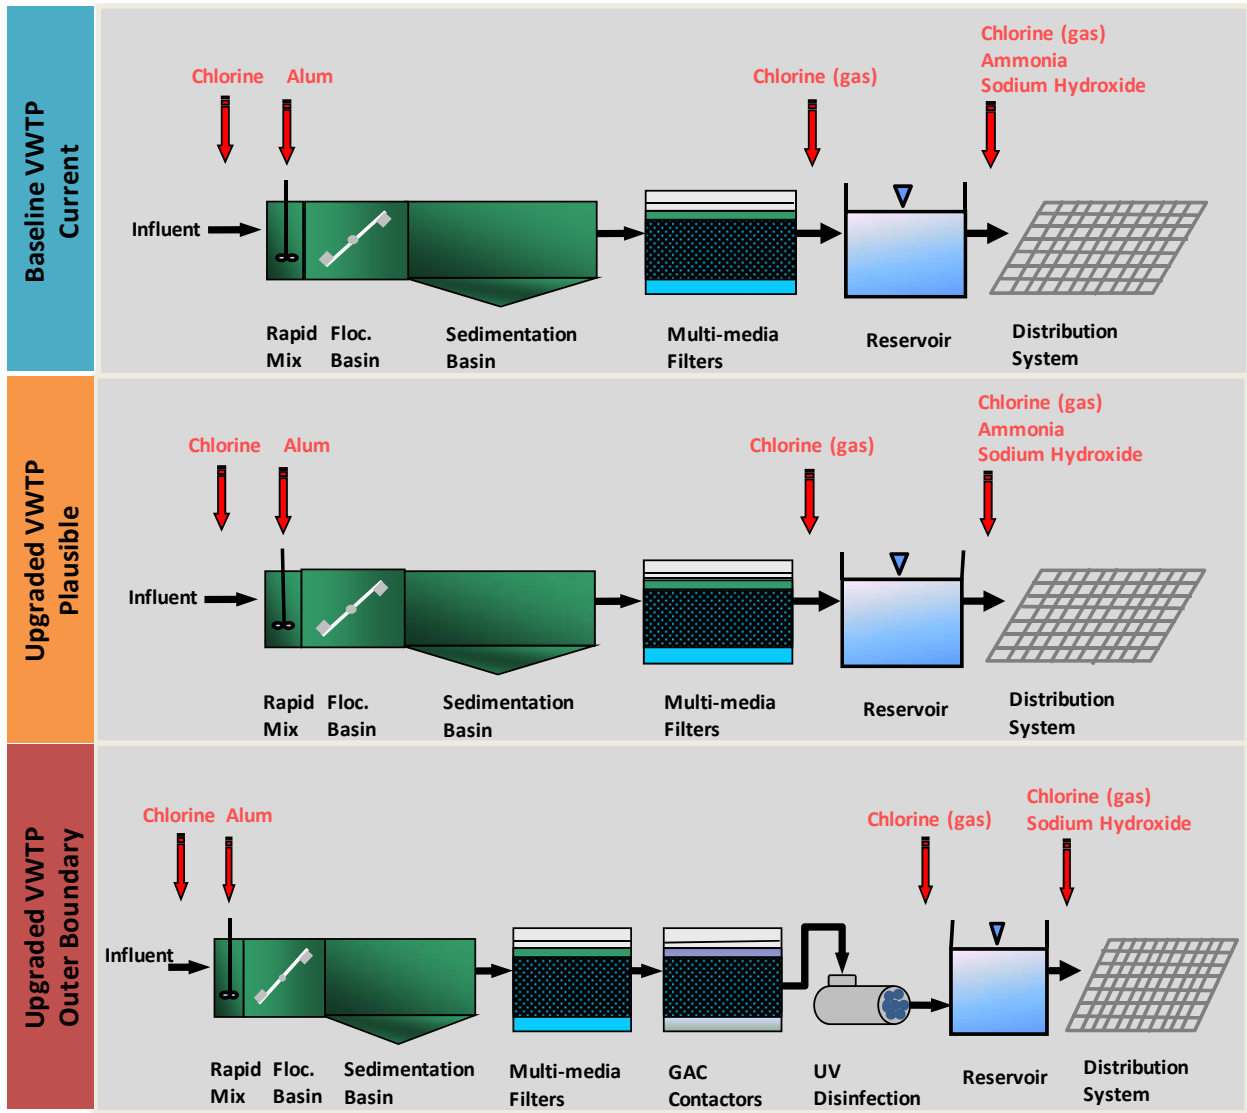 Baseline VWTP
Current
Chlorine Alum
Chlorine (gas)
Chlorine (gas)
Ammonia
Sodium Hydroxide
Influent
Rapid
Mix
Floc.
Basin
Sedimentation
Basin
Multi-media
Filters
Reservoir
Distribution
System
Upgraded VWTP
Plausible
Chlorine Alum
Chlorine (gas)
Chlorine (gas)
Ammonia
Sodium Hydroxide
Influent
Rapid
Mix
Floc.
Basin
Sedimentation
Basin
Multi-media
Filters
Reservoir
Distribution
System
Upgraded VWTP
Outer Boundary
Chlorine Alum
Chlorine (gas)
Chlorine (gas)
Sodium Hydroxide
Influent
Rapid
Mix
Floc.
Basin
Sedimentation
Basin
Multi-media
Filters
GAC
Contactors
UV
Disinfection
Reservoir
Distribution
System